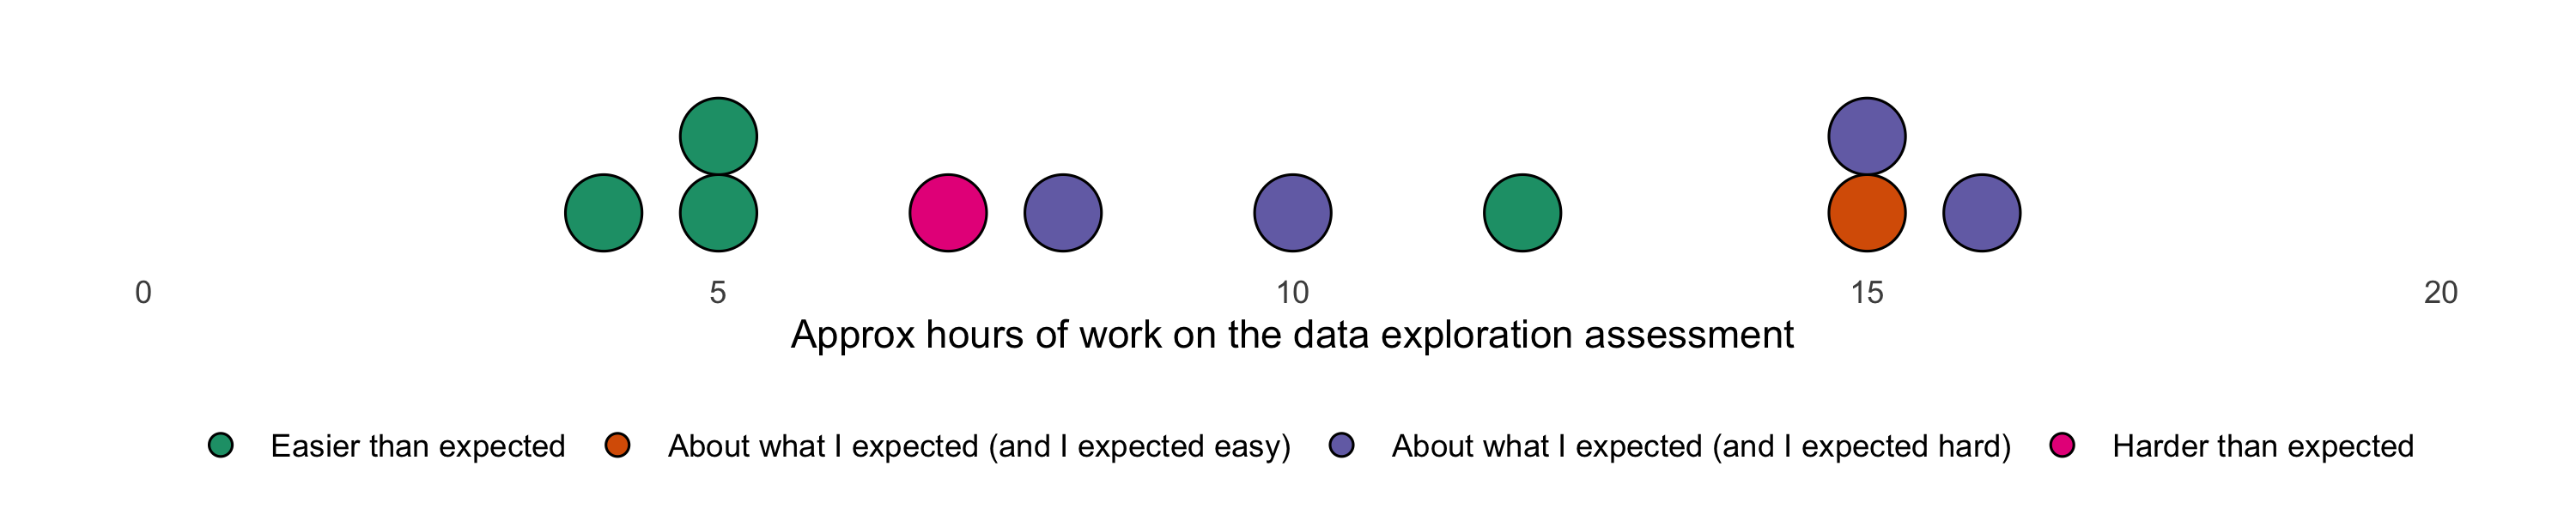 0 5 10 15 20
Approx hours of work on the data exploration assessment
Easier than expected About what I expected (and I expected easy) About what I expected (and I expected hard) Harder than expected